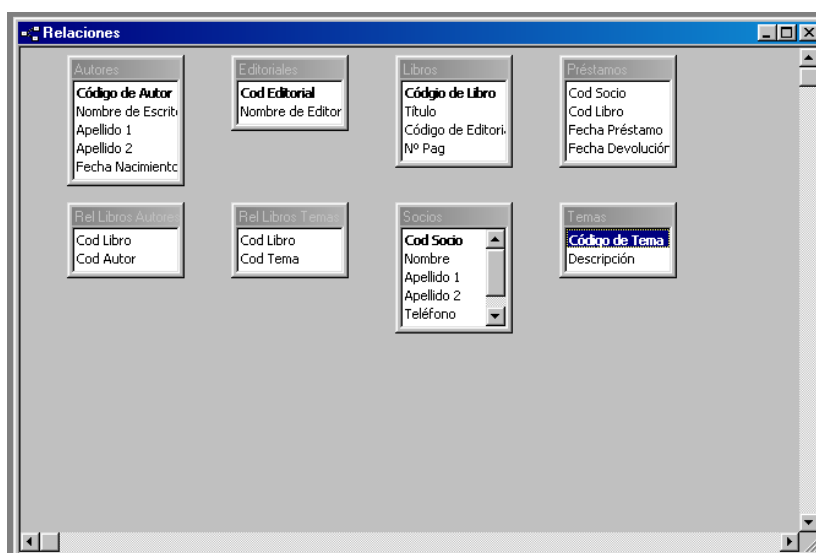 Relaciones
Autores
Código de Autor
Nombre de Escrit
Apellido 1
Apellido 2
Fecha Nacimiento
Editoriales
Cod Editorial
Nombre de Editor
Libros
Códgio de Libro
Título
Código de Editori
Nº Pag
Préstamos
Cod Socio
Cod Libro
Fecha Préstamo
Fecha Devolución
Rel Libros Autores
Cod Libro
Cod Autor
Rel Libros Temas
Cod Libro
Cod Tema
Socios
Cod Socio
Nombre
Apellido 1
Apellido 2
Teléfono
Temas
Código de Tema
Descripción